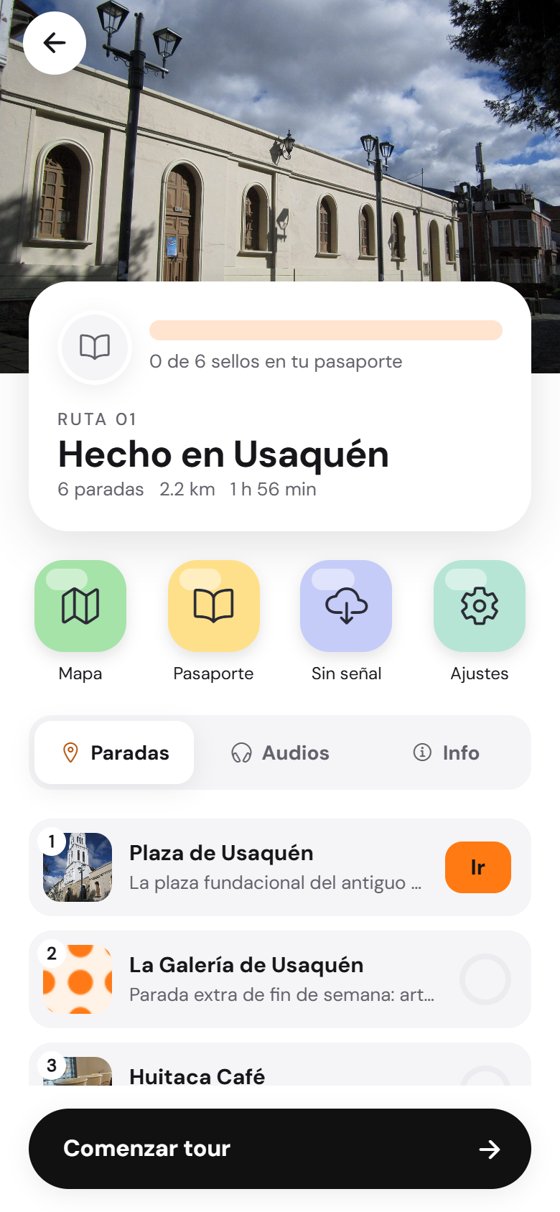 0 de 6 sellos en tu pasaporte
RUTA 01
Hecho en Usaquén
6 paradas 2.2 km 1 h 56 min
Mapa Pasaporte Sin señal Ajustes
Paradas Audios Info
1
Plaza de Usaquén
La plaza fundacional del antiguo ...
Ir
2
La Galería de Usaquén
Parada extra de fin de semana: art...
3
Huitaca Café
Comenzar tour